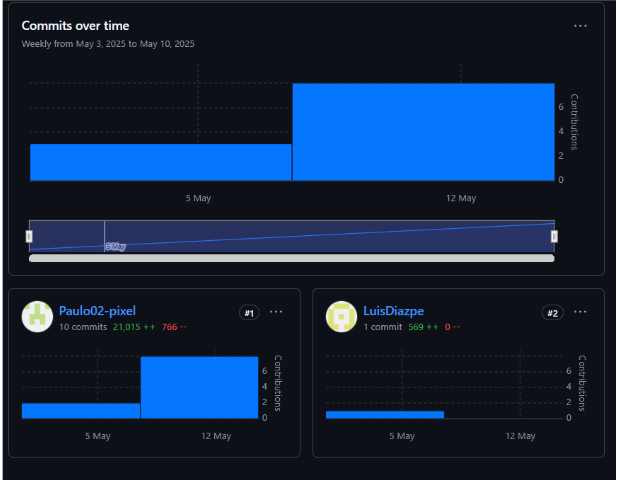 Commits over time
Weekly from May 3, 2025 to May 10, 2025
6
4
2
0
Contributions
5 May
12 May
Paulo02-pixel
#1
10 commits 21,015 ++ 766 --
6
4
2
0
Contributions
5 May
12 May
LuisDiazpe
#2
1 commit 569 ++ 0 --
6
4
2
0
Contributions
5 May
12 May